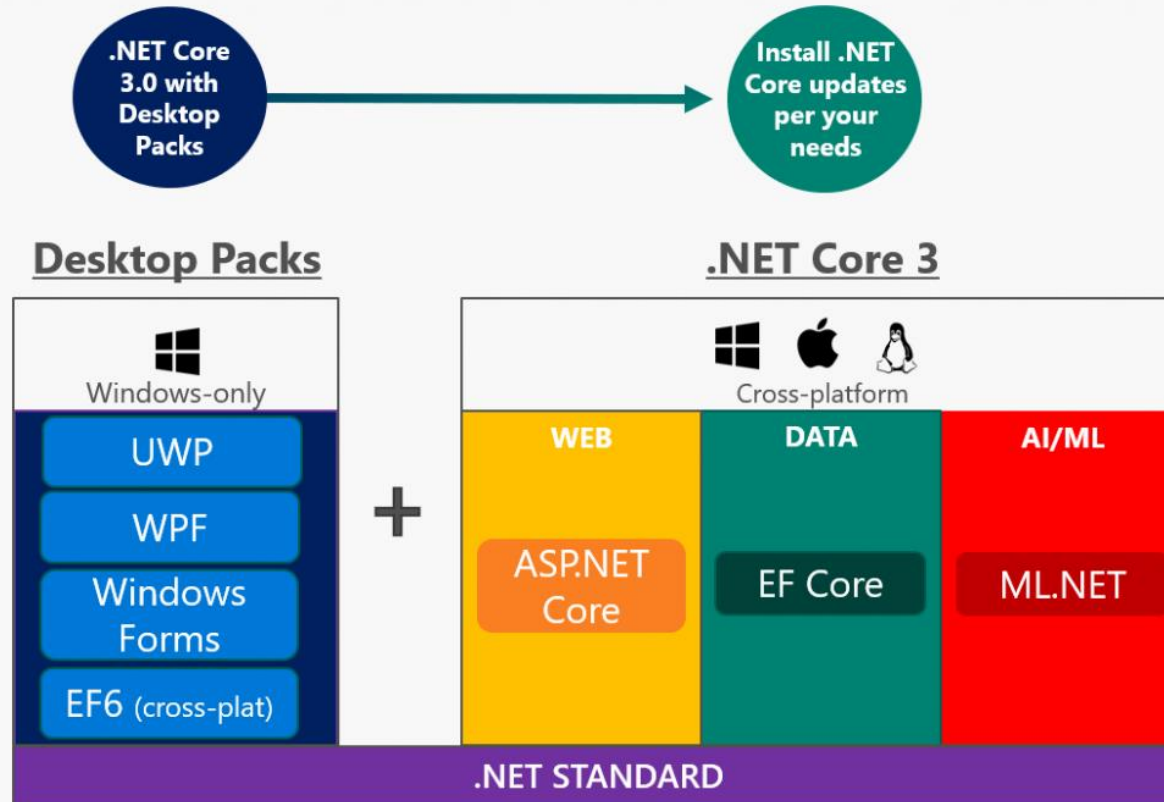 .NET Core
3.0 with
Desktop
Packs
Install .NET
Core updates
per your
needs
Desktop Packs
.NET Core 3
Windows-only
Cross-platform
UWP
WPF
Windows
Forms
EF6 (cross-plat)
+
WEB
ASP.NET
Core
DATA
EF Core
AI/ML
ML.NET
.NET STANDARD